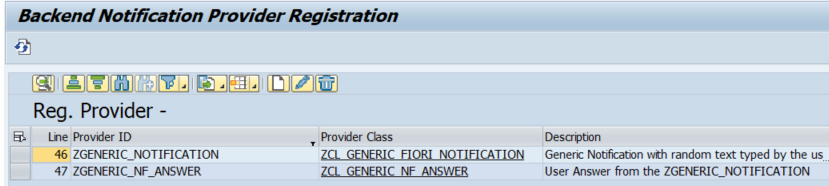 Backend Notification Provider Registration
Reg. Provider -
Line Provider ID Provider Class Description
46 ZGENERIC_NOTIFICATION ZCL_GENERIC_FIORI_NOTIFICATION Generic Notification with random text typed by the us...
47 ZGENERIC_NF_ANSWER ZCL_GENERIC_NF_ANSWER User Answer from the ZGENERIC_NOTIFICATION